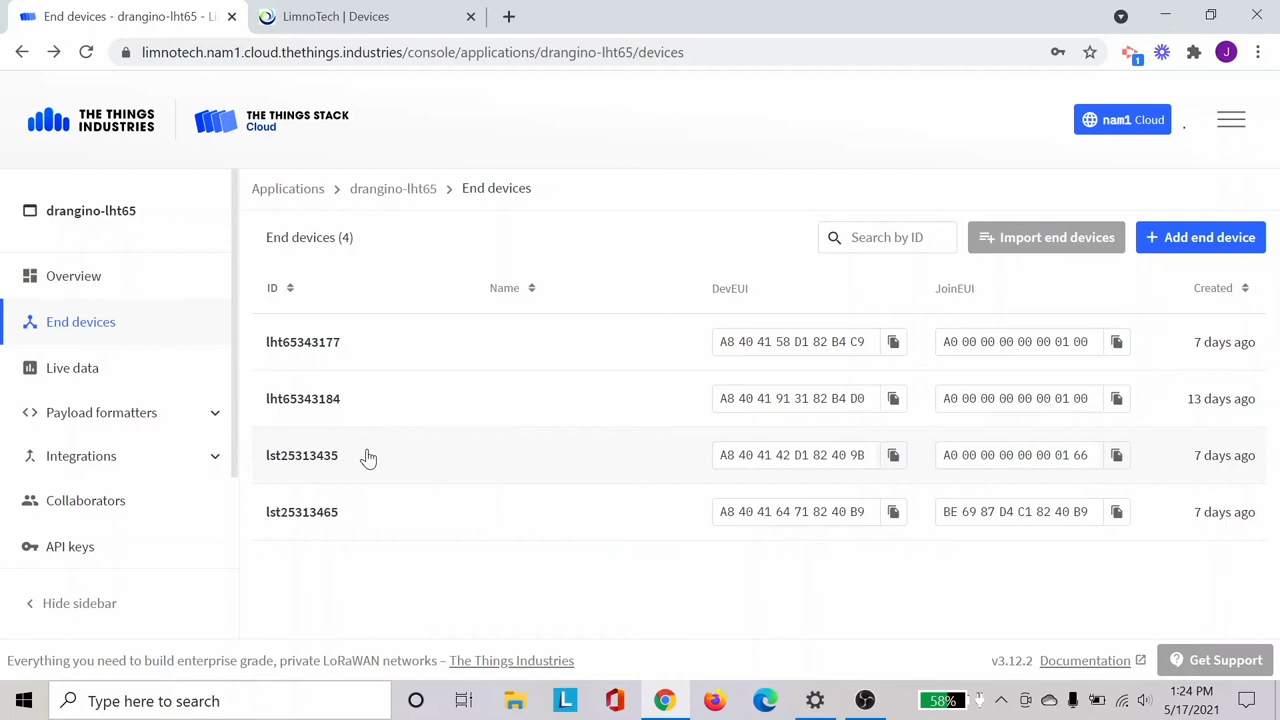 End devices - drangino-lht65 - Li
LimnoTech | Devices
limnotech.nam1.cloud.thethings.industries/console/applications/drangino-lht65/devices
J
1
THE THINGS INDUSTRIES
THE THINGS STACK
Cloud
nam1 Cloud
drangino-lht65
Overview
End devices
Live data
Payload formatters
Integrations
Collaborators
API keys
Hide sidebar
Applications > drangino-lht65 > End devices
End devices (4)
Search by ID
Import end devices
+ Add end device
ID Name DevEUI JoinEUI Created
lht65343177 A8 40 41 58 D1 82 B4 C9 A0 00 00 00 00 00 01 00 7 days ago
lht65343184 A8 40 41 91 31 82 B4 D0 A0 00 00 00 00 00 01 00 13 days ago
lst25313435 A8 40 41 42 D1 82 40 9B A0 00 00 00 00 00 01 66 7 days ago
lst25313465 A8 40 41 64 71 82 40 B9 BE 69 87 D4 C1 82 40 B9 7 days ago
Everything you need to build enterprise grade, private LoRaWAN networks – The Things Industries
v3.12.2 Documentation
Get Support
Type here to search
L
58%
1:24 PM
5/17/2021